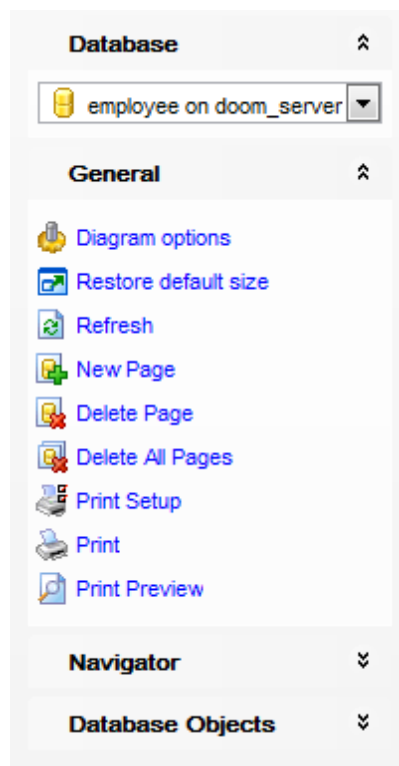 Database
employee on doom_server
General
Diagram options
Restore default size
Refresh
New Page
Delete Page
Delete All Pages
Print Setup
Print
Print Preview
Navigator
Database Objects